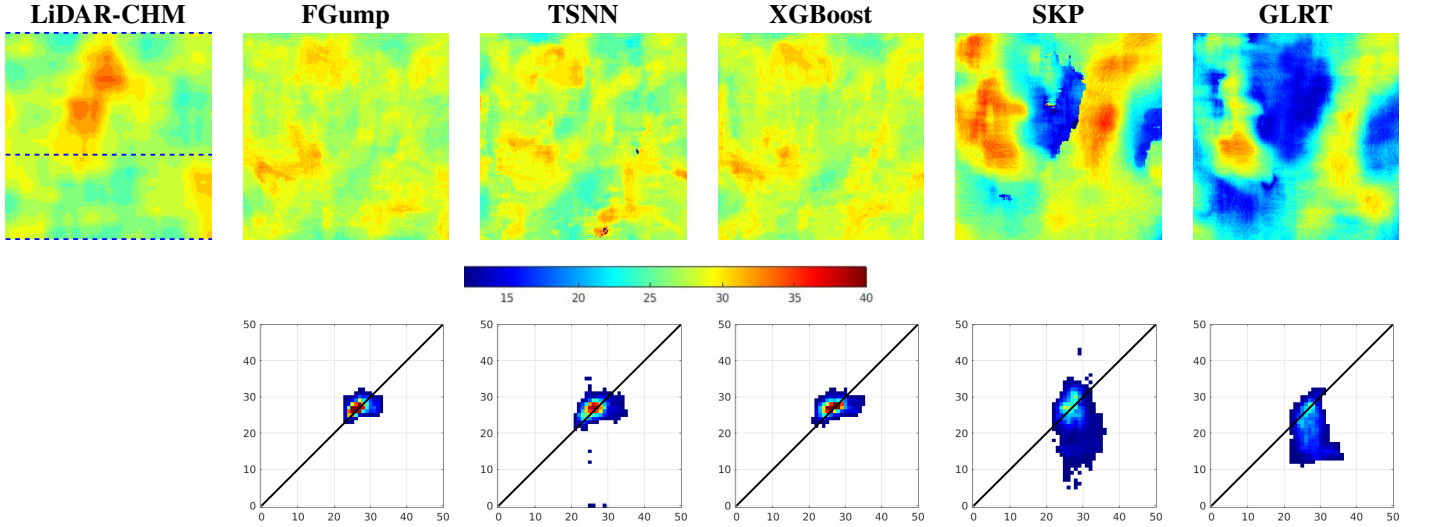 LiDAR-CHM FGump TSNN XGBoost SKP GLRT
15 20 25 30 35 40
50 50 50 50 50
40 40 40 40 40
30 30 30 30 30
20 20 20 20 20
10 10 10 10 10
0 0 0 0 0
0 10 20 30 40 50 0 10 20 30 40 50 0 10 20 30 40 50 0 10 20 30 40 50 0 10 20 30 40 50